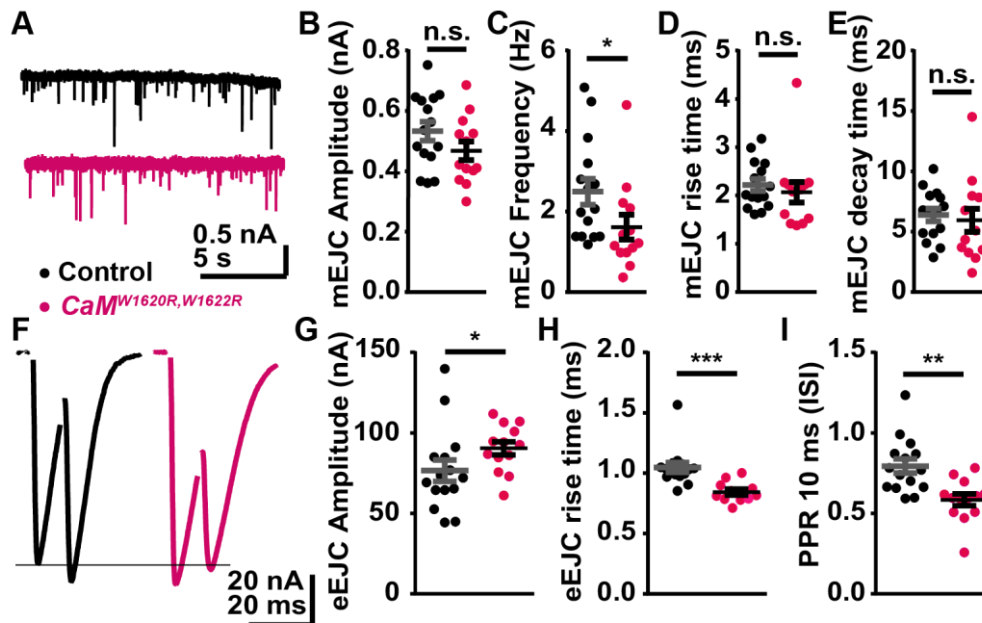 A
0.5 nA
5 s
Control
CaM^W1620R,W1622R
B
mEJC Amplitude (nA)
n.s.
0.8
0.6
0.4
0.2
0.0
C
mEJC Frequency (Hz)
*
6
4
2
0
D
mEJC rise time (ms)
n.s.
5
4
3
2
1
0
E
mEJC decay time (ms)
n.s.
20
15
10
5
0
F
20 nA
20 ms
G
eEJC Amplitude (nA)
*
150
100
50
0
H
eEJC rise time (ms)
***
2.0
1.5
1.0
0.5
0.0
I
PPR 10 ms (ISI)
**
1.5
1.0
0.5
0.0